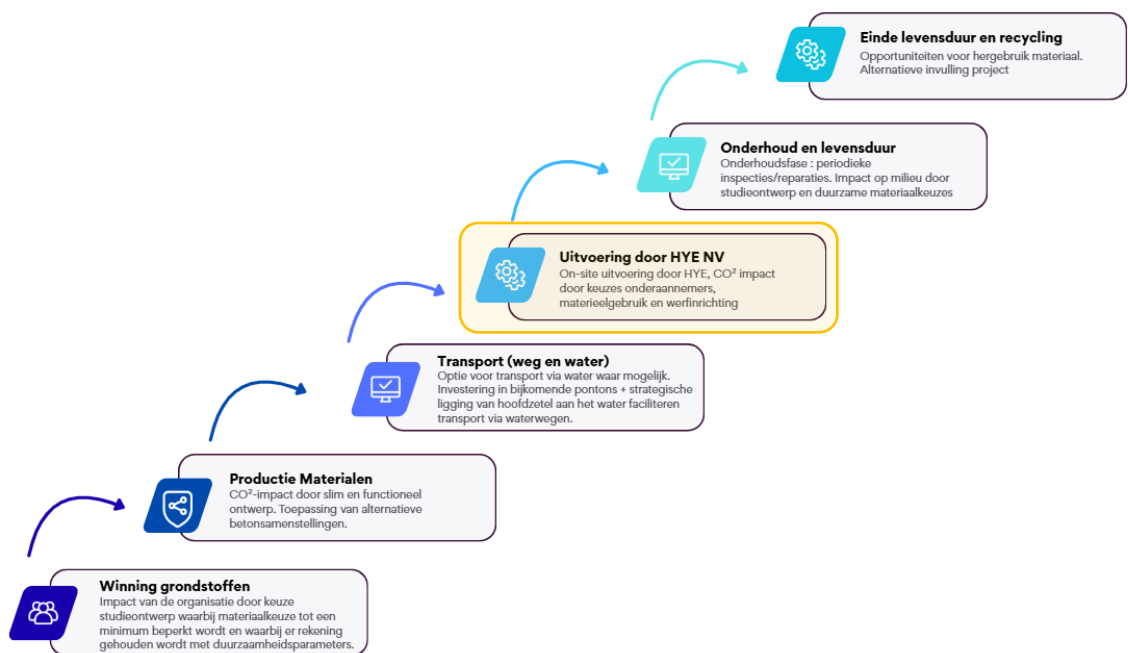 Einde levensduur en recycling
Opportuniteiten voor hergebruik materiaal.
Alternatieve invulling project
Onderhoud en levensduur
Onderhoudsfase : periodieke
inspecties/reparaties. Impact op milieu door
studieontwerp en duurzame materiaalkeuzes
Uitvoering door HYE NV
On-site uitvoering door HYE, CO² impact
door keuzes onderaannemers,
materieelgebruik en werfinrichting
Transport (weg en water)
Optie voor transport via water waar mogelijk.
Investering in bijkomende pontons + strategische
ligging van hoofdzetel aan het water faciliteren
transport via waterwegen.
Productie Materialen
CO²-impact door slim en functioneel
ontwerp. Toepassing van alternatieve
betonsamenstellingen.
Winning grondstoffen
Impact van de organisatie door keuze
studieontwerp waarbij materiaalkeuze tot een
minimum beperkt wordt en waarbij er rekening
gehouden wordt met duurzaamheidsparameters.